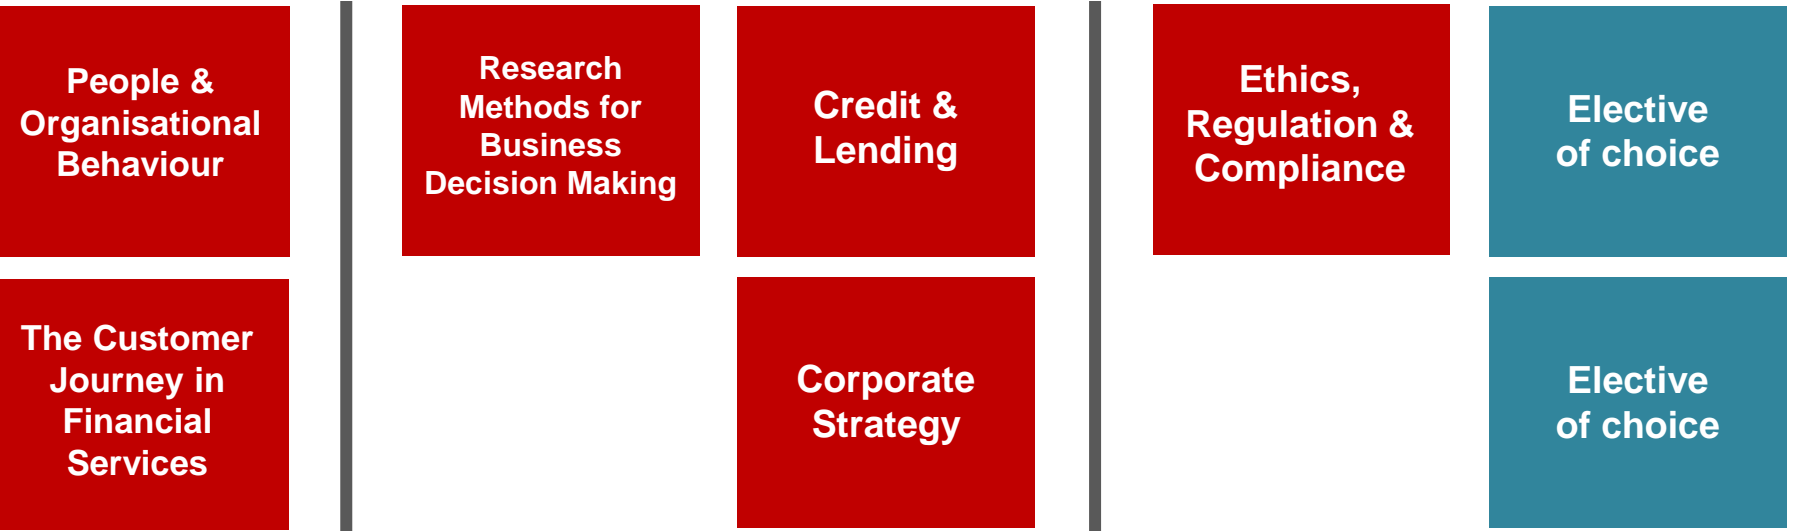 People &
Organisational
Behaviour
The Customer
Journey in
Financial
Services
Research
Methods for
Business
Decision Making
Credit &
Lending
Corporate
Strategy
Ethics,
Regulation &
Compliance
Elective
of choice
Elective
of choice